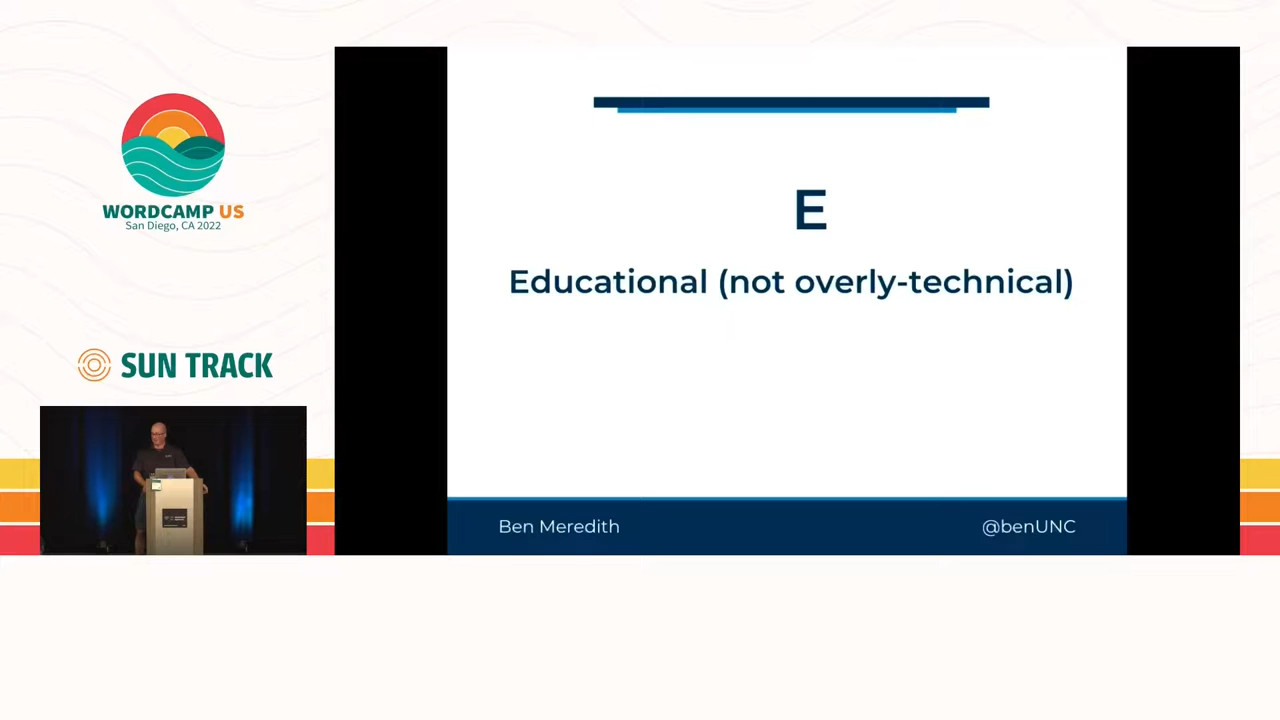 WORDCAMP US
San Diego, CA 2022
SUN TRACK
E
Educational (not overly-technical)
Ben Meredith
@benUNC